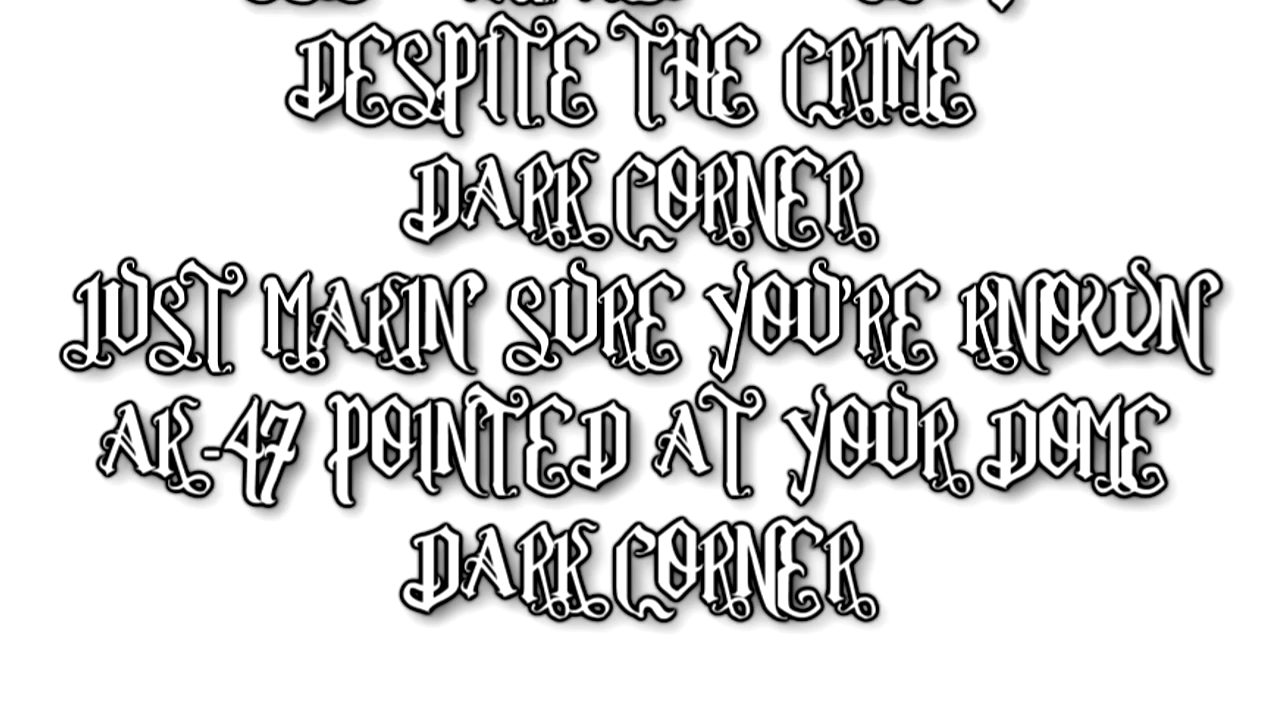 DESPITE THE CRIME
DARK CORNER
JUST MAKIN' SURE YOU'RE KNOWN
AK-47 POINTED AT YOUR DOME
DARK CORNER